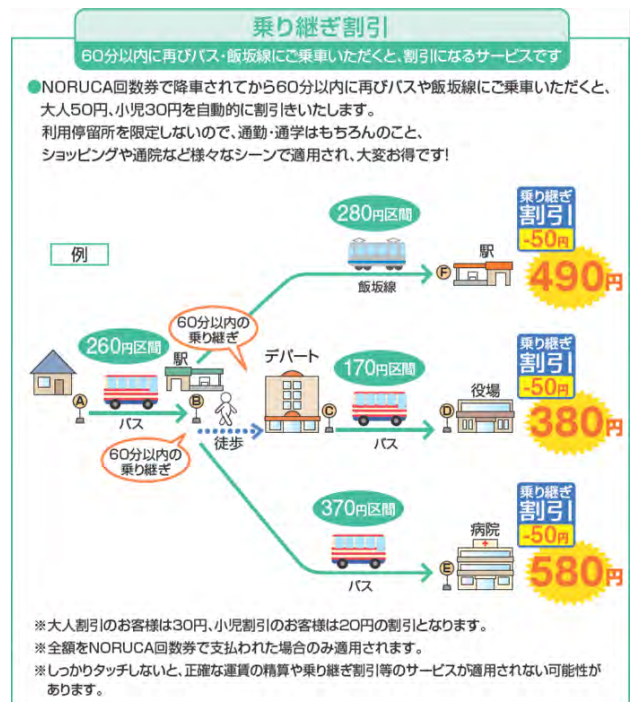 乗り継ぎ割引
60分以内に再びバス・飯坂線にご乗車いただくと、割引になるサービスです
●NORUCA回数券で降車されてから60分以内に再びバスや飯坂線にご乗車いただくと、
大人50円、小児30円を自動的に割引きいたします。
利用停留所を限定しないので、通勤・通学はもちろんのこと、
ショッピングや通院など様々なシーンで適用され、大変お得です!
例
280円区間
飯坂線
F
駅
乗り継ぎ
割引
-50円
490円
260円区間
A
バス
駅
B
60分以内の
乗り継ぎ
60分以内の
乗り継ぎ
徒歩
デパート
C
170円区間
バス
D
役場
乗り継ぎ
割引
-50円
380円
370円区間
バス
E
病院
乗り継ぎ
割引
-50円
580円
※大人割引のお客様は30円、小児割引のお客様は20円の割引となります。
※全額をNORUCA回数券で支払われた場合のみ適用されます。
※しっかりタッチしないと、正確な運賃の精算や乗り継ぎ割引等のサービスが適用されない可能性が
あります。